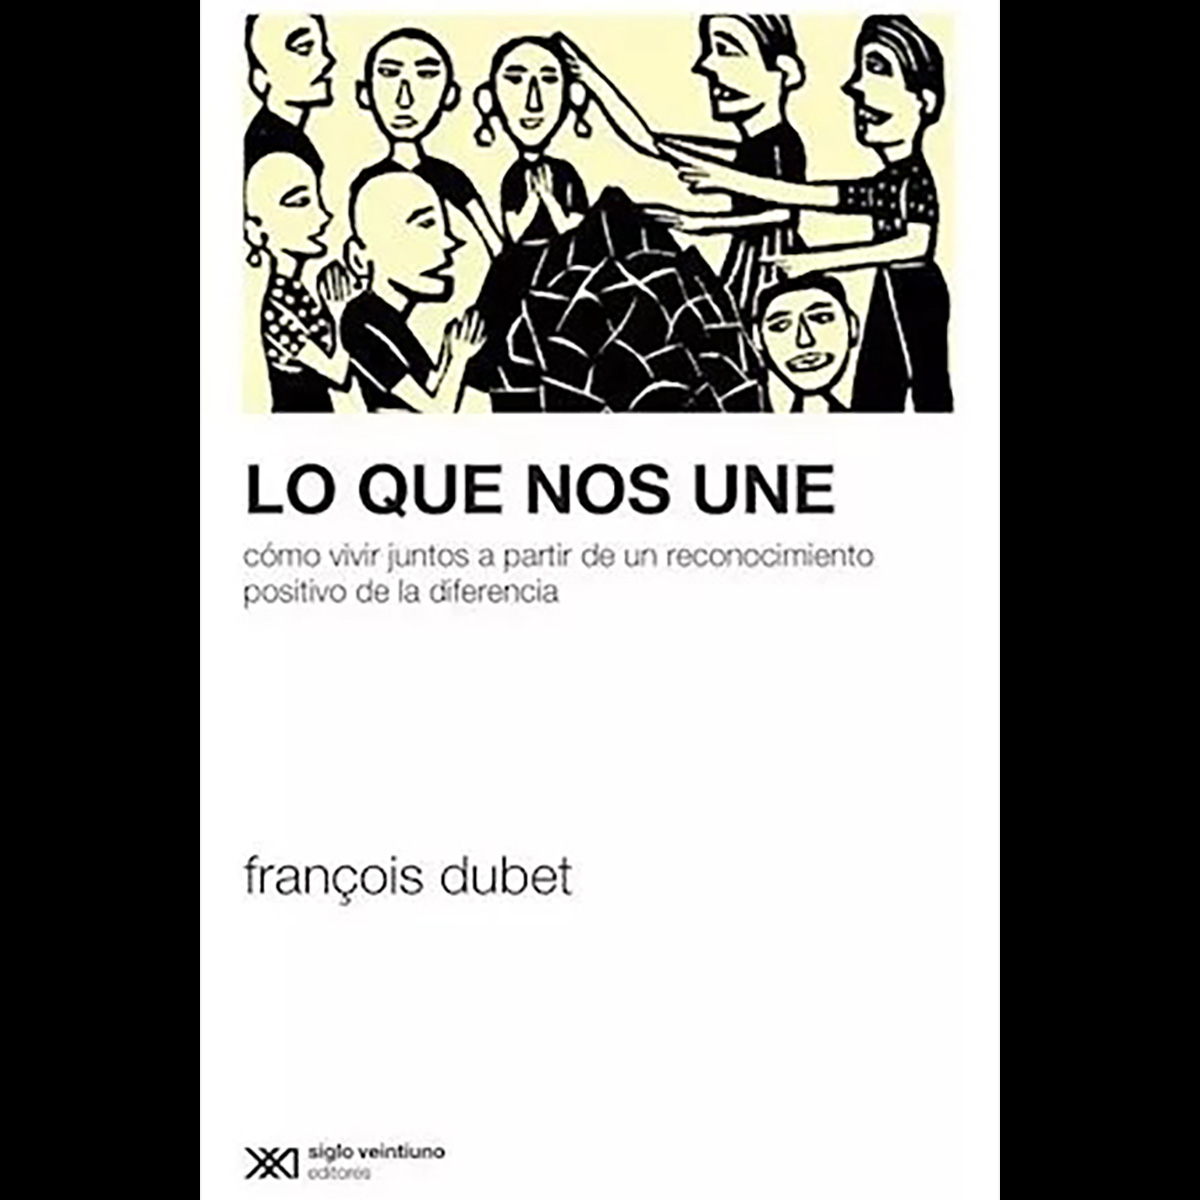 LO QUE NOS UNE
cómo vivir juntos a partir de un reconocimiento
positivo de la diferencia
françois dubet
siglo veintiuno
editores